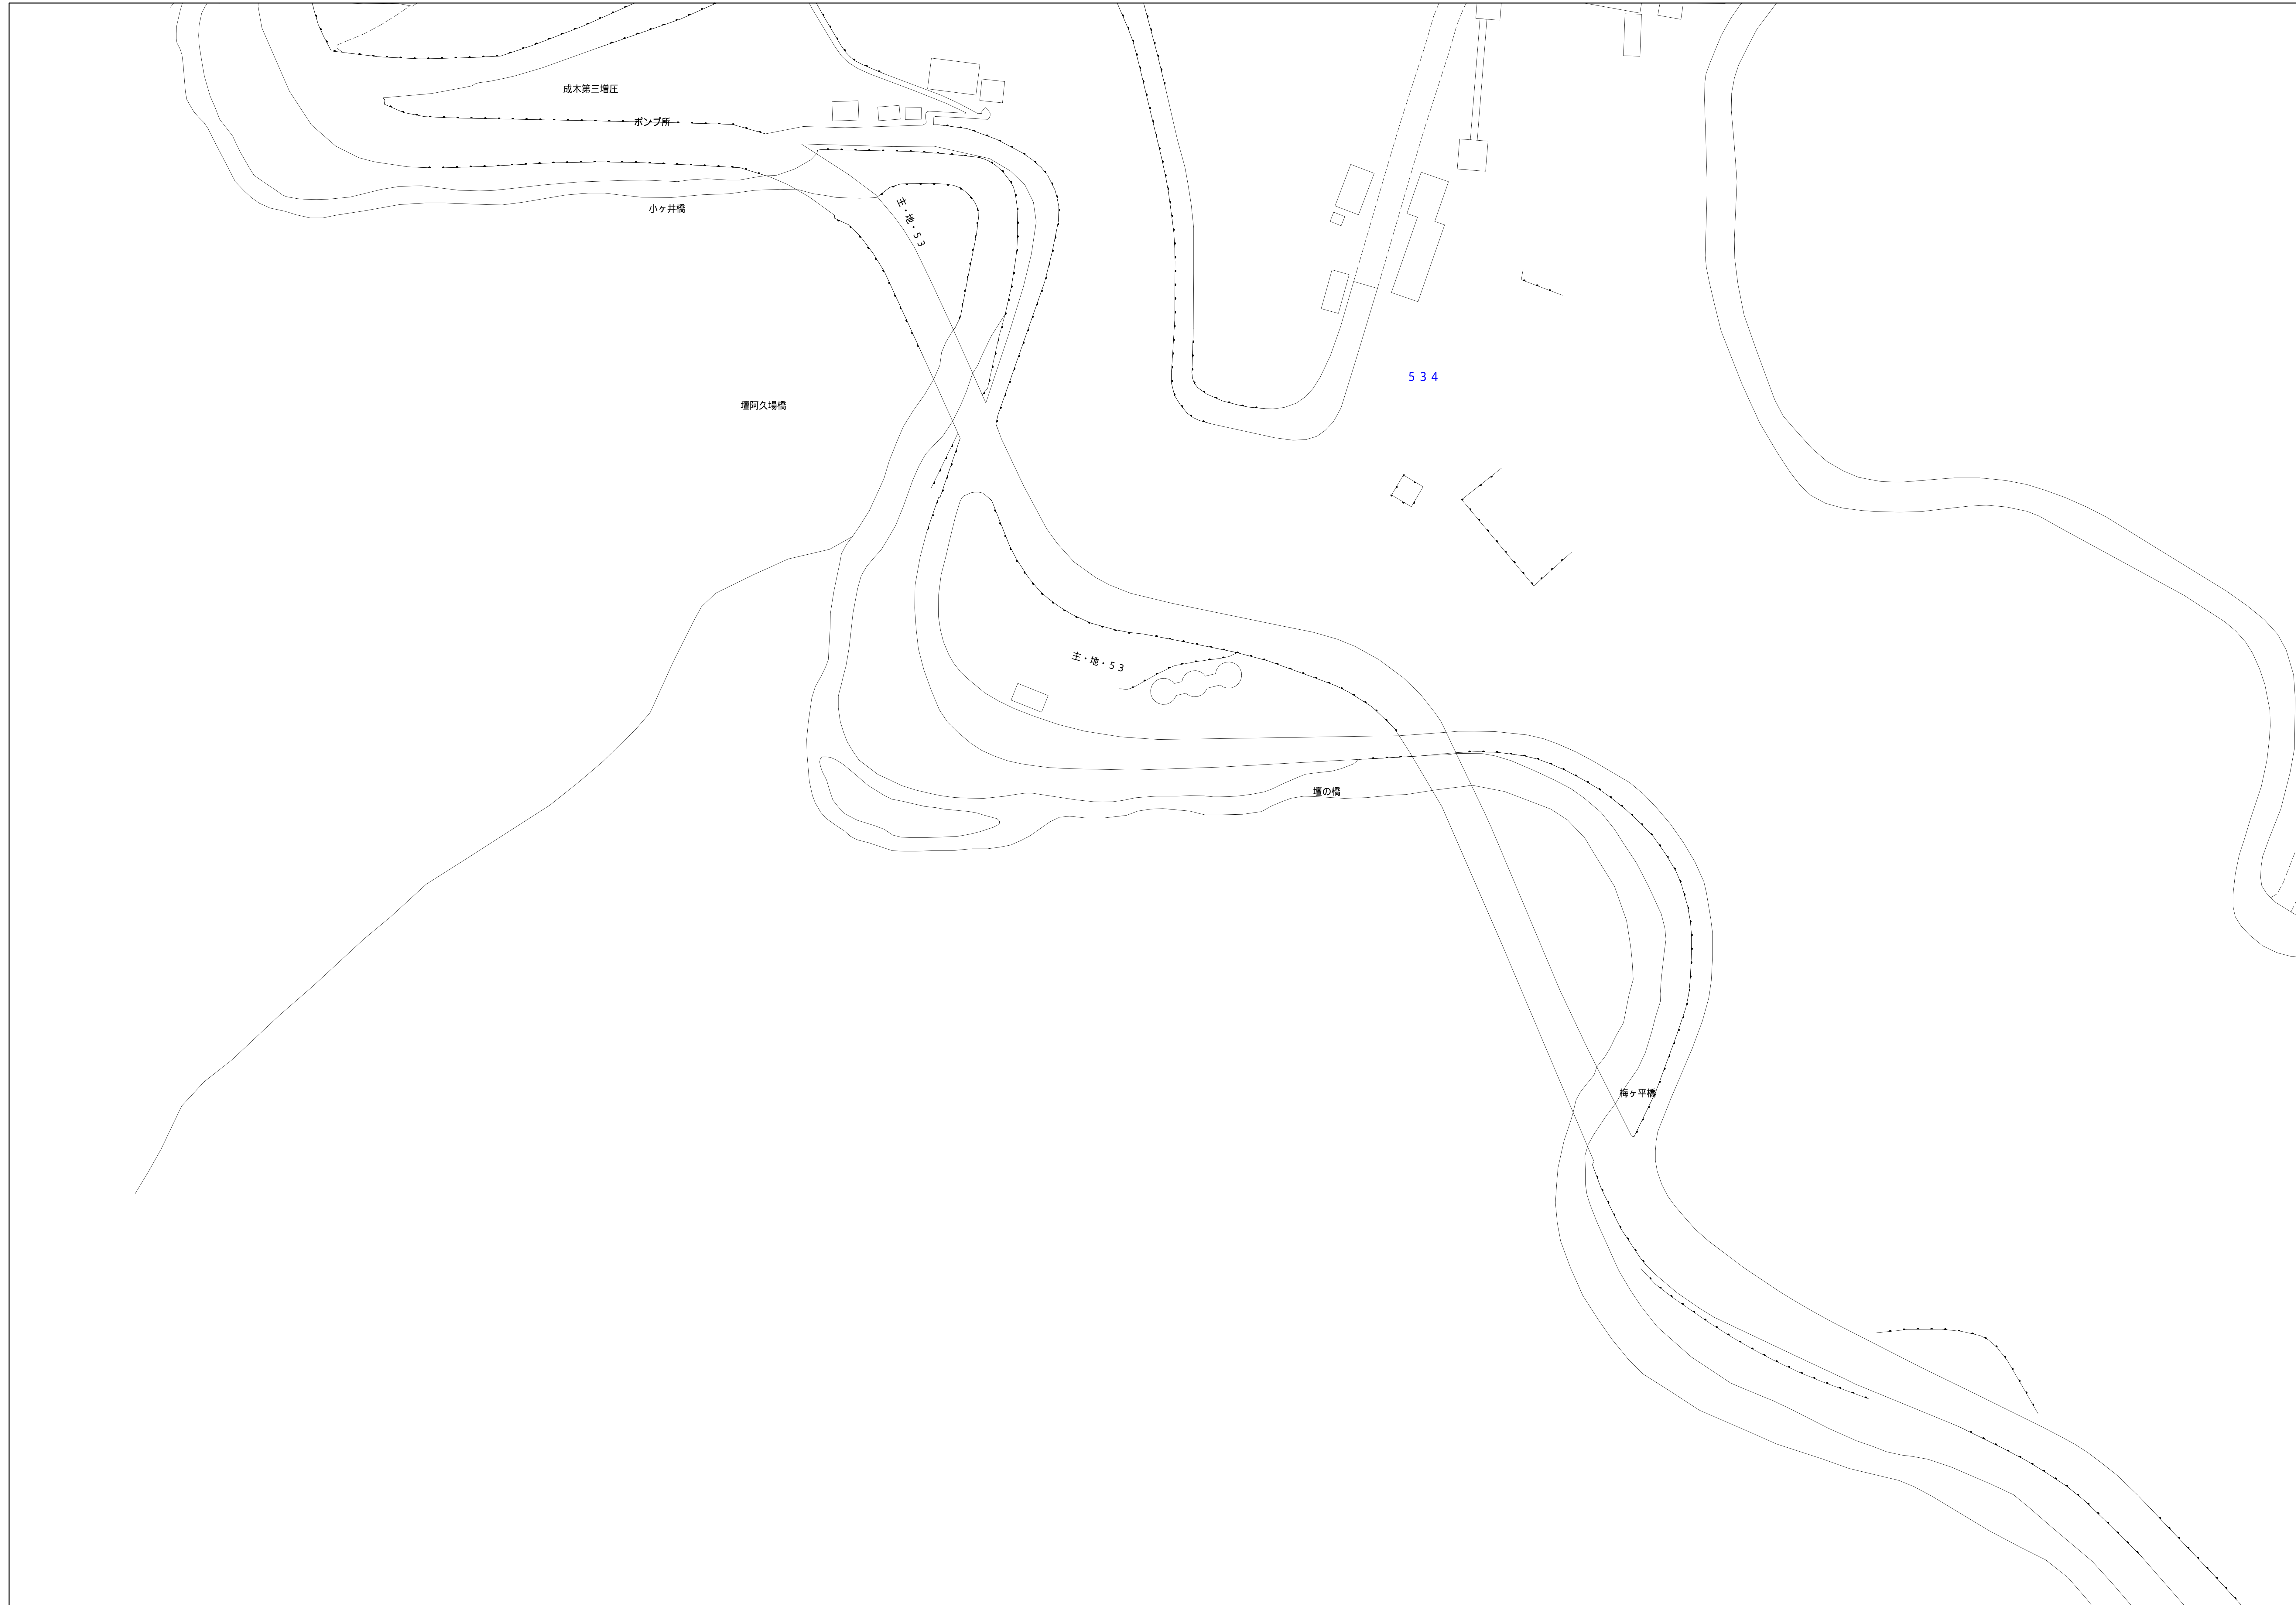 成木第三増圧
ポンプ所
小ヶ井橋
主・地・５３
５３４
壇阿久場橋
主・地・５３
壇の橋
梅ヶ平橋